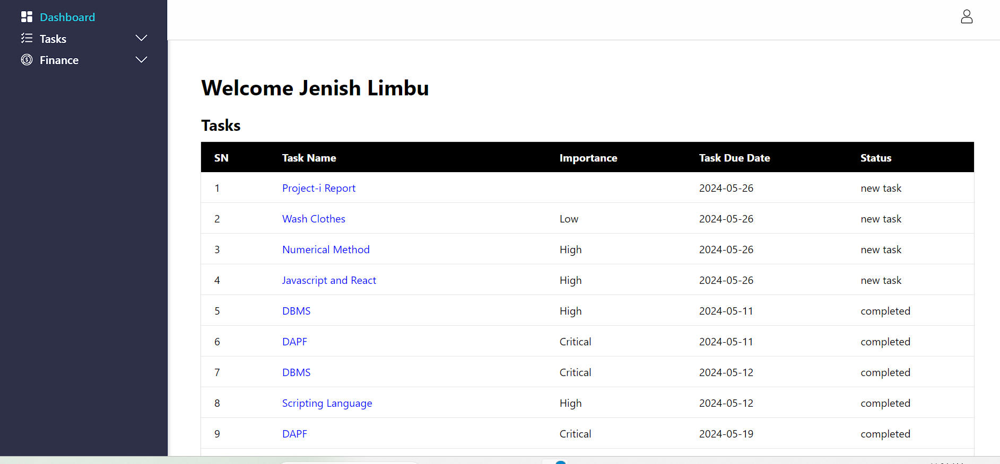 Dashboard
Tasks
Finance
Welcome Jenish Limbu
Tasks
SN Task Name Importance Task Due Date Status
1 Project-i Report 2024-05-26 new task
2 Wash Clothes Low 2024-05-26 new task
3 Numerical Method High 2024-05-26 new task
4 Javascript and React High 2024-05-26 new task
5 DBMS High 2024-05-11 completed
6 DAPF Critical 2024-05-11 completed
7 DBMS Critical 2024-05-12 completed
8 Scripting Language High 2024-05-12 completed
9 DAPF Critical 2024-05-19 completed